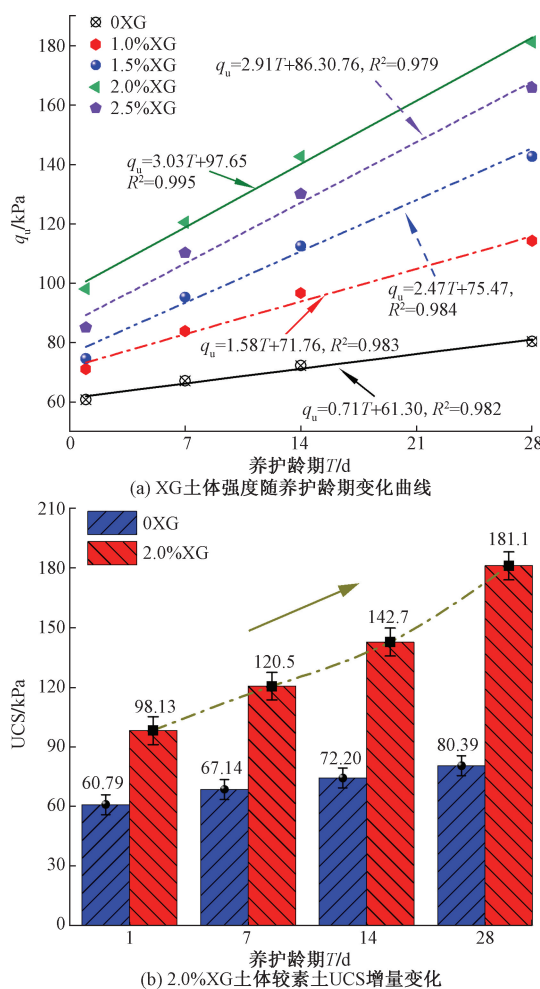 0XG
1.0%XG
1.5%XG
2.0%XG
2.5%XG
qu=2.91T+86.30.76, R²=0.979
qu=3.03T+97.65
R²=0.995
qu=2.47T+75.47,
R²=0.984
qu=1.58T+71.76, R²=0.983
qu=0.71T+61.30, R²=0.982
qu/kPa
180
160
140
120
100
80
60
0 7 14 21 28
养护龄期T/d
(a) XG土体强度随养护龄期变化曲线
0XG
2.0%XG
UCS/kPa
210
180
150
120
90
60
30
0
60.79
98.13
67.14
120.5
72.20
142.7
80.39
181.1
1 7 14 28
养护龄期T/d
(b) 2.0%XG土体较素土UCS增量变化